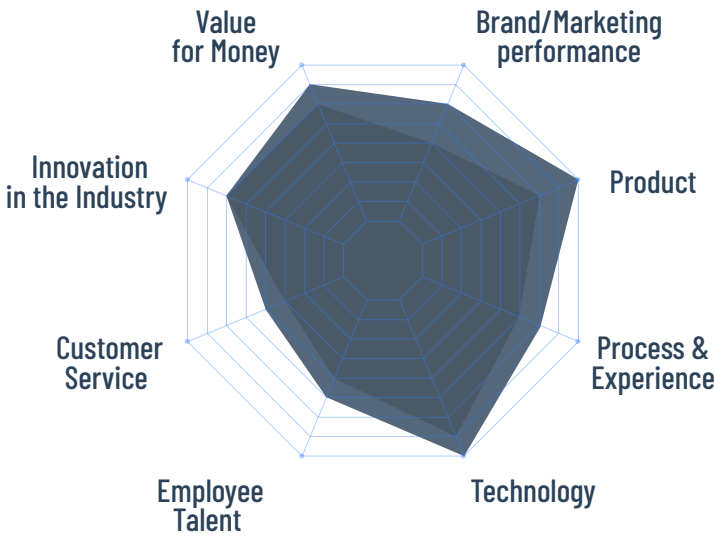 Value
for Money
Brand/Marketing
performance
Innovation
in the Industry
Product
Customer
Service
Process &
Experience
Employee
Talent
Technology